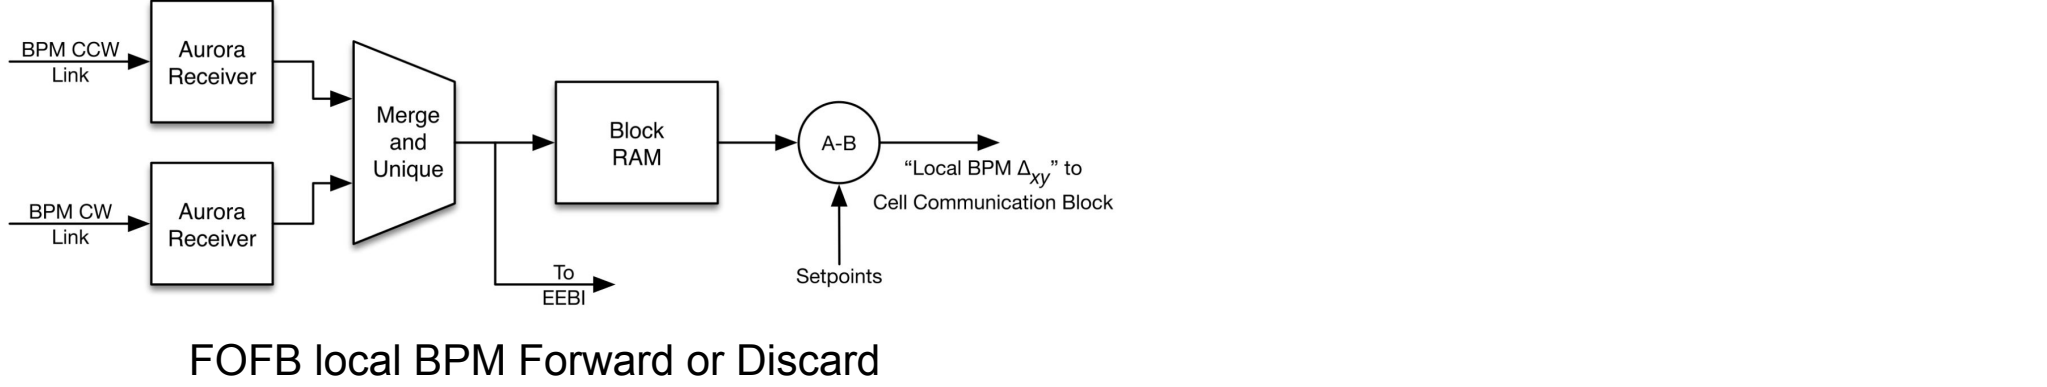 BPM CCW
Link
Aurora
Receiver
BPM CW
Link
Aurora
Receiver
Merge
and
Unique
To
EEBI
Block
RAM
A-B
Setpoints
“Local BPM Δxy” to
Cell Communication Block
FOFB local BPM Forward or Discard